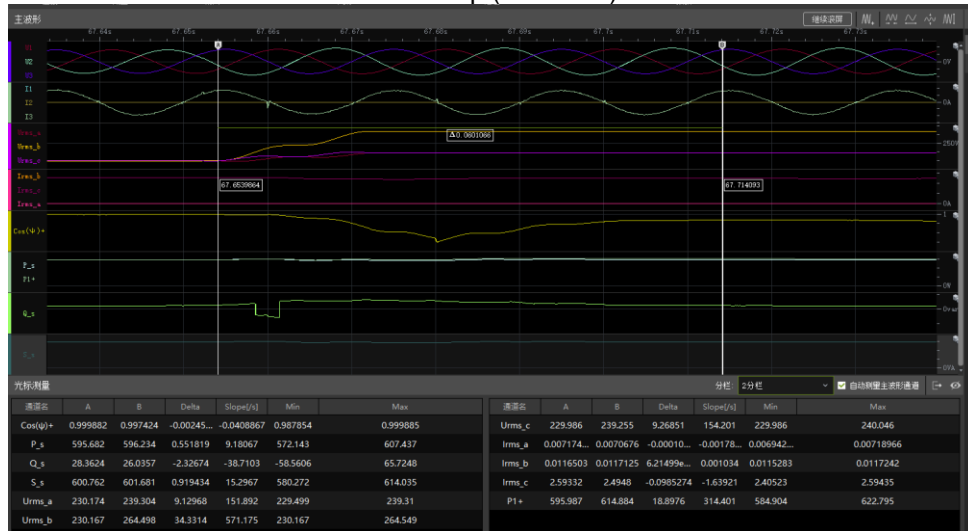 主波形
继续滚屏
67.64s 67.65s 67.66s 67.67s 67.68s 67.69s 67.7s 67.71s 67.72s 67.73s
U1
U2
U3
0V
I1
I2
I3
0A
Urms_a
Urms_b
Urms_c
250V
Δ0.0601066
Irms_b
Irms_c
Irms_a
0A
67.6539864
67.714093
Cos(ψ)+
1
P_s
P1+
0W
Q_s
0var
S_s
0VA
光标测量
分栏: 2分栏
自动测量主波形通道
通道名 A B Delta Slope[/s] Min Max
Cos(φ)+ 0.999882 0.997424 -0.00245... -0.0408867 0.987854 0.999885
P_s 595.682 596.234 0.551819 9.18067 572.143 607.437
Q_s 28.3624 26.0357 -2.32674 -38.7103 -58.5606 65.7248
S_s 600.762 601.681 0.919434 15.2967 580.272 614.035
Urms_a 230.174 239.304 9.12968 151.892 229.499 239.31
Urms_b 230.167 264.498 34.3314 571.175 230.167 264.549
通道名 A B Delta Slope[/s] Min Max
Urms_c 229.986 239.255 9.26851 154.201 229.986 240.046
Irms_a 0.007174... 0.0070676 -0.00010... -0.00178... 0.006942... 0.00718966
Irms_b 0.0116503 0.0117125 6.21499e... 0.001034 0.0115283 0.0117242
Irms_c 2.59332 2.4948 -0.0985274 -1.63921 2.40523 2.59435
P1+ 595.987 614.884 18.8976 314.401 584.904 622.795